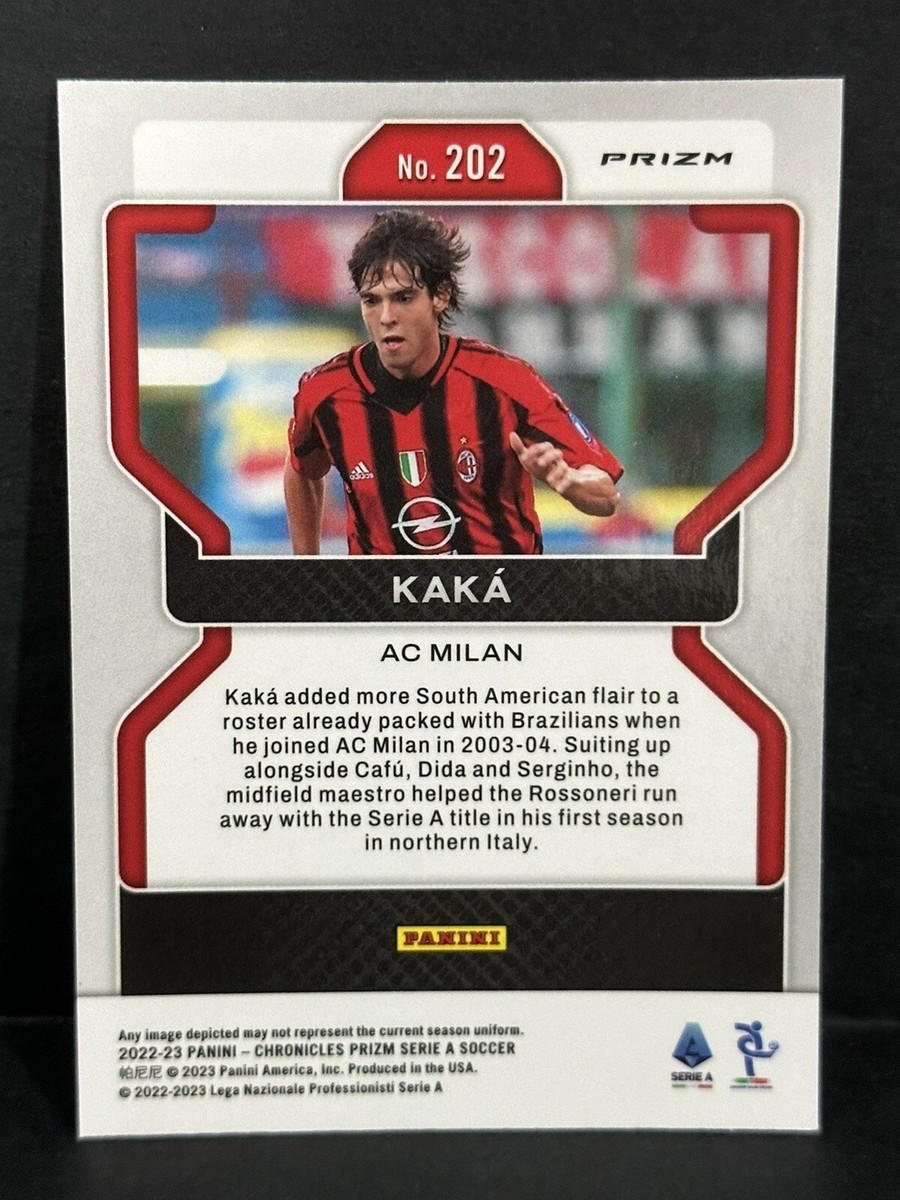 No. 202
PRIZM
adidas
KAKÁ
AC MILAN
Kaká added more South American flair to a
roster already packed with Brazilians when
he joined AC Milan in 2003-04. Suiting up
alongside Cafú, Dida and Serginho, the
midfield maestro helped the Rossoneri run
away with the Serie A title in his first season
in northern Italy.
PANINI
Any image depicted may not represent the current season uniform.
2022-23 PANINI – CHRONICLES PRIZM SERIE A SOCCER
帕尼尼 © 2023 Panini America, Inc. Produced in the USA.
© 2022-2023 Lega Nazionale Professionisti Serie A
SERIE A